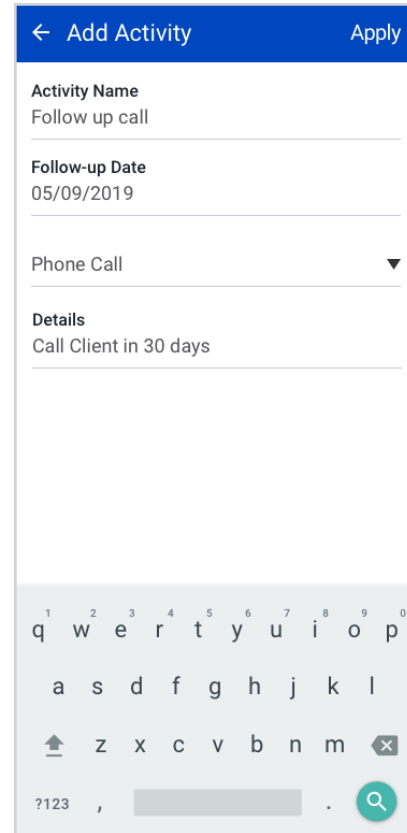 ← Add Activity Apply
Activity Name
Follow up call
Follow-up Date
05/09/2019
Phone Call ▼
Details
Call Client in 30 days
1 2 3 4 5 6 7 8 9 0
q w e r t y u i o p
a s d f g h j k l
z x c v b n m
?123 , .